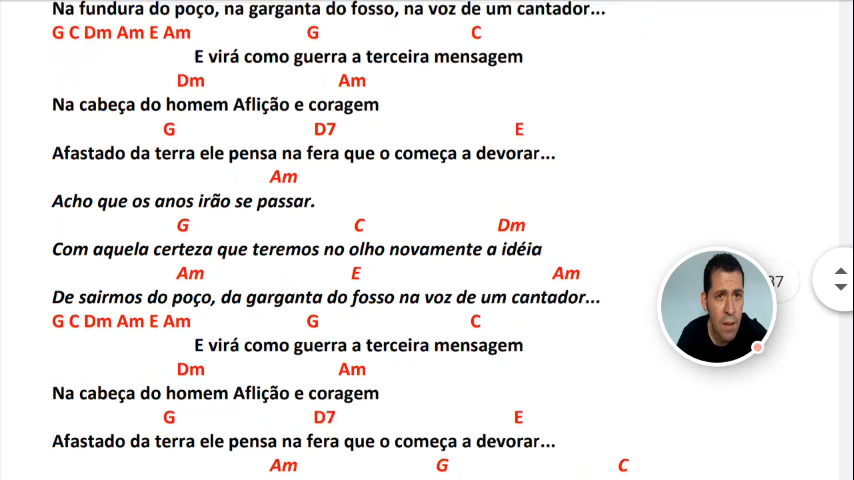 Na fundura do poço, na garganta do fosso, na voz de um cantador...
G C Dm Am E Am G C
E virá como guerra a terceira mensagem
Dm Am
Na cabeça do homem Aflição e coragem
G D7 E
Afastado da terra ele pensa na fera que o começa a devorar...
Am
Acho que os anos irão se passar.
G C Dm
Com aquela certeza que teremos no olho novamente a idéia
Am E Am
De sairmos do poço, da garganta do fosso na voz de um cantador...
G C Dm Am E Am G C
E virá como guerra a terceira mensagem
Dm Am
Na cabeça do homem Aflição e coragem
G D7 E
Afastado da terra ele pensa na fera que o começa a devorar...
Am G C